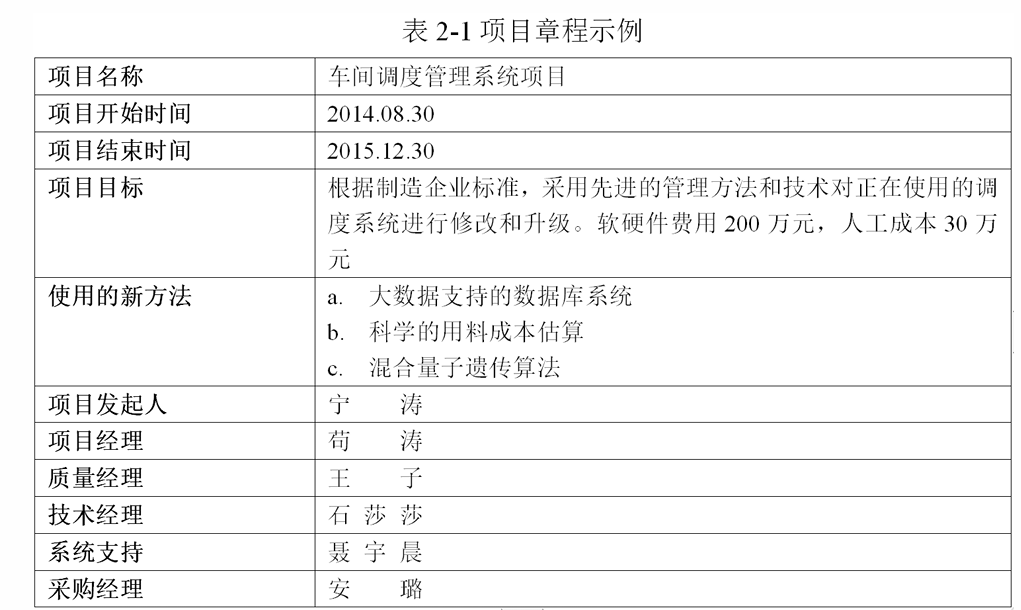 表 2-1 项目章程示例
项目名称 车间调度管理系统项目
项目开始时间 2014.08.30
项目结束时间 2015.12.30
项目目标 根据制造企业标准，采用先进的管理方法和技术对正在使用的调
度系统进行修改和升级。软硬件费用 200 万元，人工成本 30 万
元
使用的新方法 a. 大数据支持的数据库系统
b. 科学的用料成本估算
c. 混合量子遗传算法
项目发起人 宁 涛
项目经理 苟 涛
质量经理 王 子
技术经理 石 莎 莎
系统支持 聂 宇 晨
采购经理 安 璐